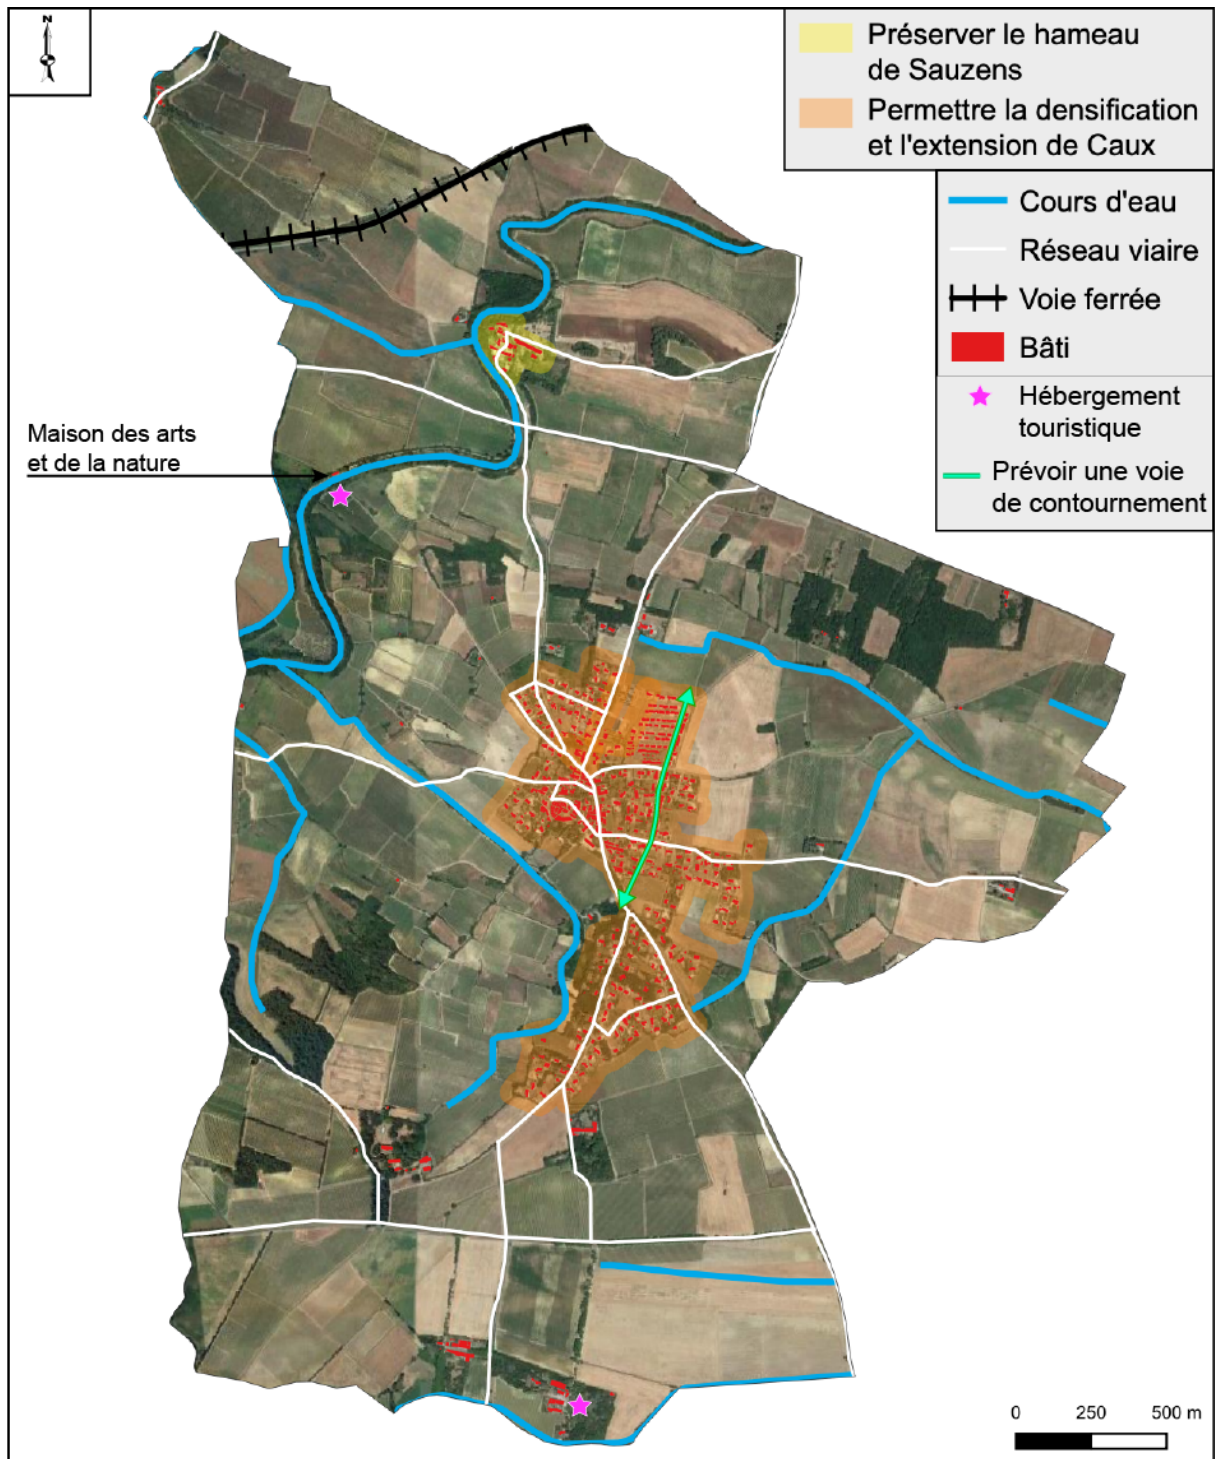 N
Préserver le hameau
de Sauzens
Permettre la densification
et l'extension de Caux
Cours d'eau
Réseau viaire
Voie ferrée
Bâti
Hébergement
touristique
Prévoir une voie
de contournement
Maison des arts
et de la nature
0 250 500 m